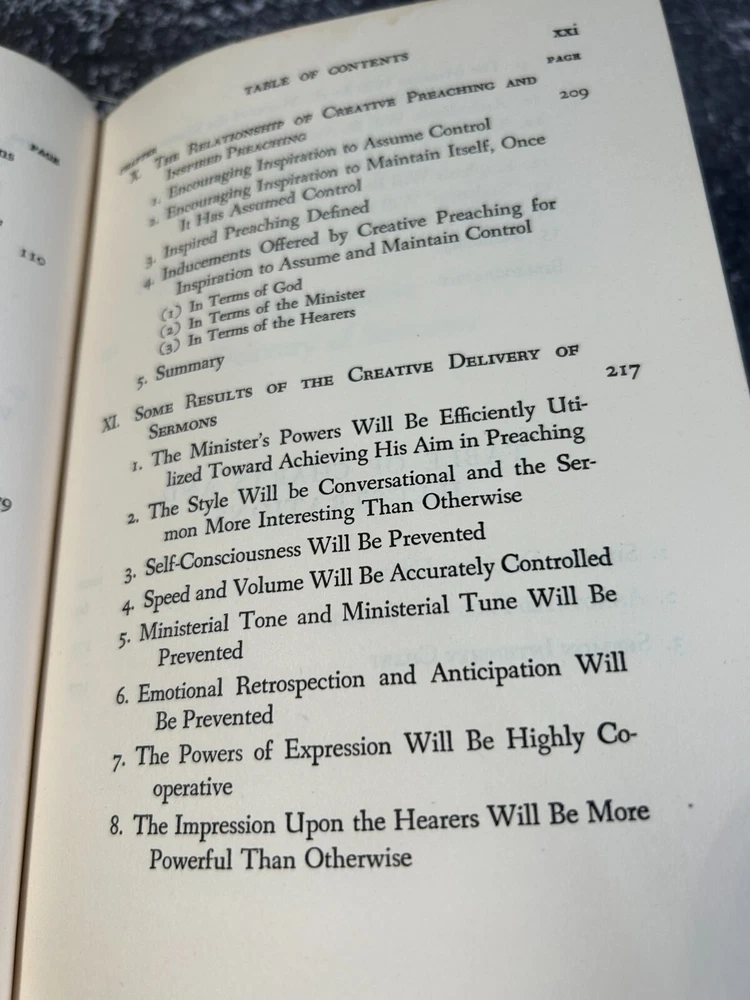 ns
PAGE
110
9
xxi
TABLE OF CONTENTS
CHAPTER
PAGE
X. THE RELATIONSHIP OF CREATIVE PREACHING AND
INSPIRED PREACHING
209
1. Encouraging Inspiration to Assume Control
2. Encouraging Inspiration to Maintain Itself, Once
It Has Assumed Control
3. Inspired Preaching Defined
4. Inducements Offered by Creative Preaching for
Inspiration to Assume and Maintain Control
(1) In Terms of God
(2) In Terms of the Minister
(3) In Terms of the Hearers
5. Summary
XI. SOME RESULTS OF THE CREATIVE DELIVERY OF
SERMONS
217
1. The Minister's Powers Will Be Efficiently Uti-
lized Toward Achieving His Aim in Preaching
2. The Style Will be Conversational and the Ser-
mon More Interesting Than Otherwise
3. Self-Consciousness Will Be Prevented
4. Speed and Volume Will Be Accurately Controlled
5. Ministerial Tone and Ministerial Tune Will Be
Prevented
6. Emotional Retrospection and Anticipation Will
Be Prevented
7. The Powers of Expression Will Be Highly Co-
operative
8. The Impression Upon the Hearers Will Be More
Powerful Than Otherwise